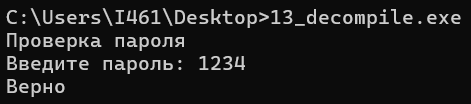 C:\Users\I461\Desktop>13_decompile.exe
Проверка пароля
Введите пароль: 1234
Верно